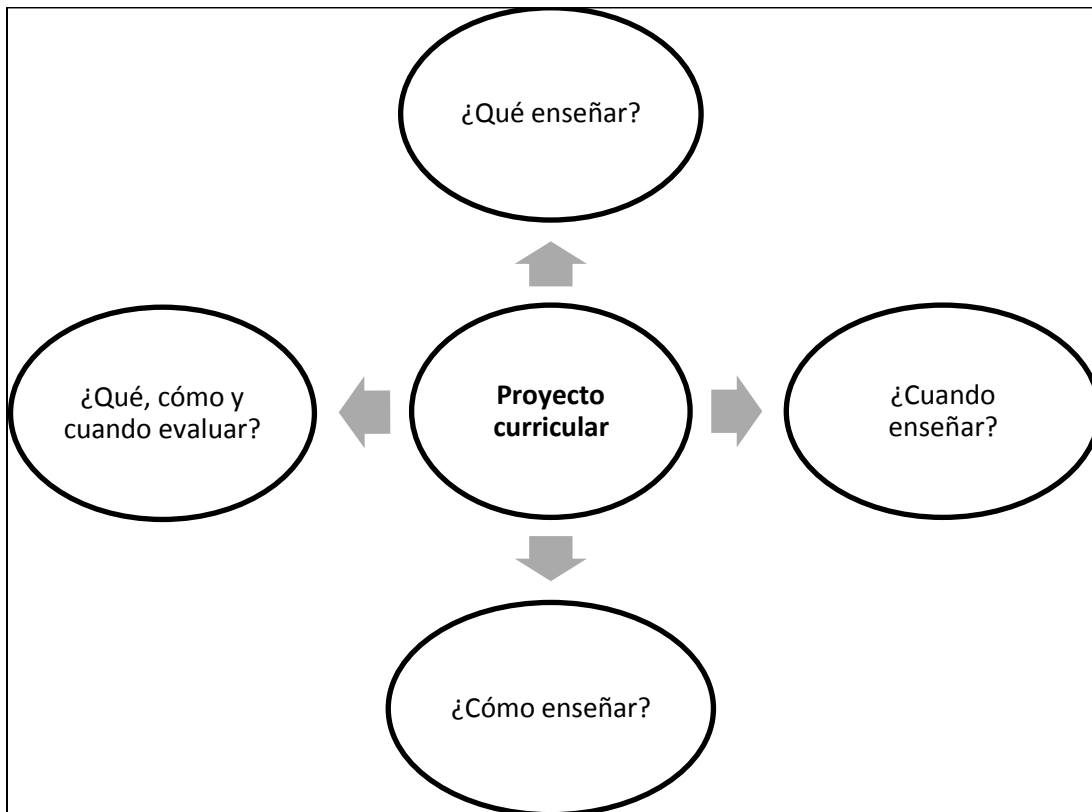 ¿Qué enseñar?
¿Qué, cómo y
cuando evaluar?
Proyecto
curricular
¿Cuando
enseñar?
¿Cómo enseñar?